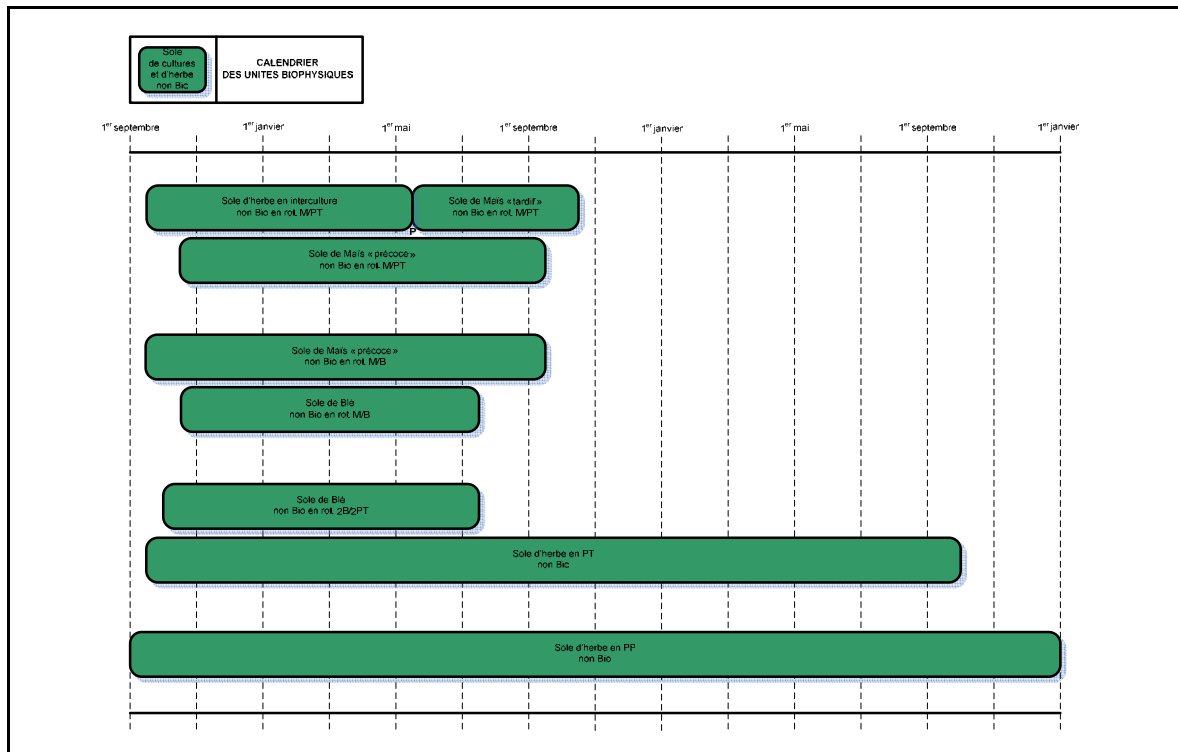 Sole
de cultures
et d'herbe
non Bio
CALENDRIER
DES UNITES BIOPHYSIQUES
1er septembre
1er janvier
1er mai
1er septembre
1er janvier
1er mai
1er septembre
1er janvier
Sole d'herbe en interculture
non Bio en rot. M/PT
Sole de Maïs « tardif »
non Bio en rot. M/PT
P
Sole de Maïs « précoce »
non Bio en rot. M/PT
Sole de Maïs « précoce »
non Bio en rot. M/B
Sole de Blé
non Bio en rot. M/B
Sole de Blé
non Bio en rot. 2B/2PT
Sole d'herbe en PT
non Bio
Sole d'herbe en PP
non Bio